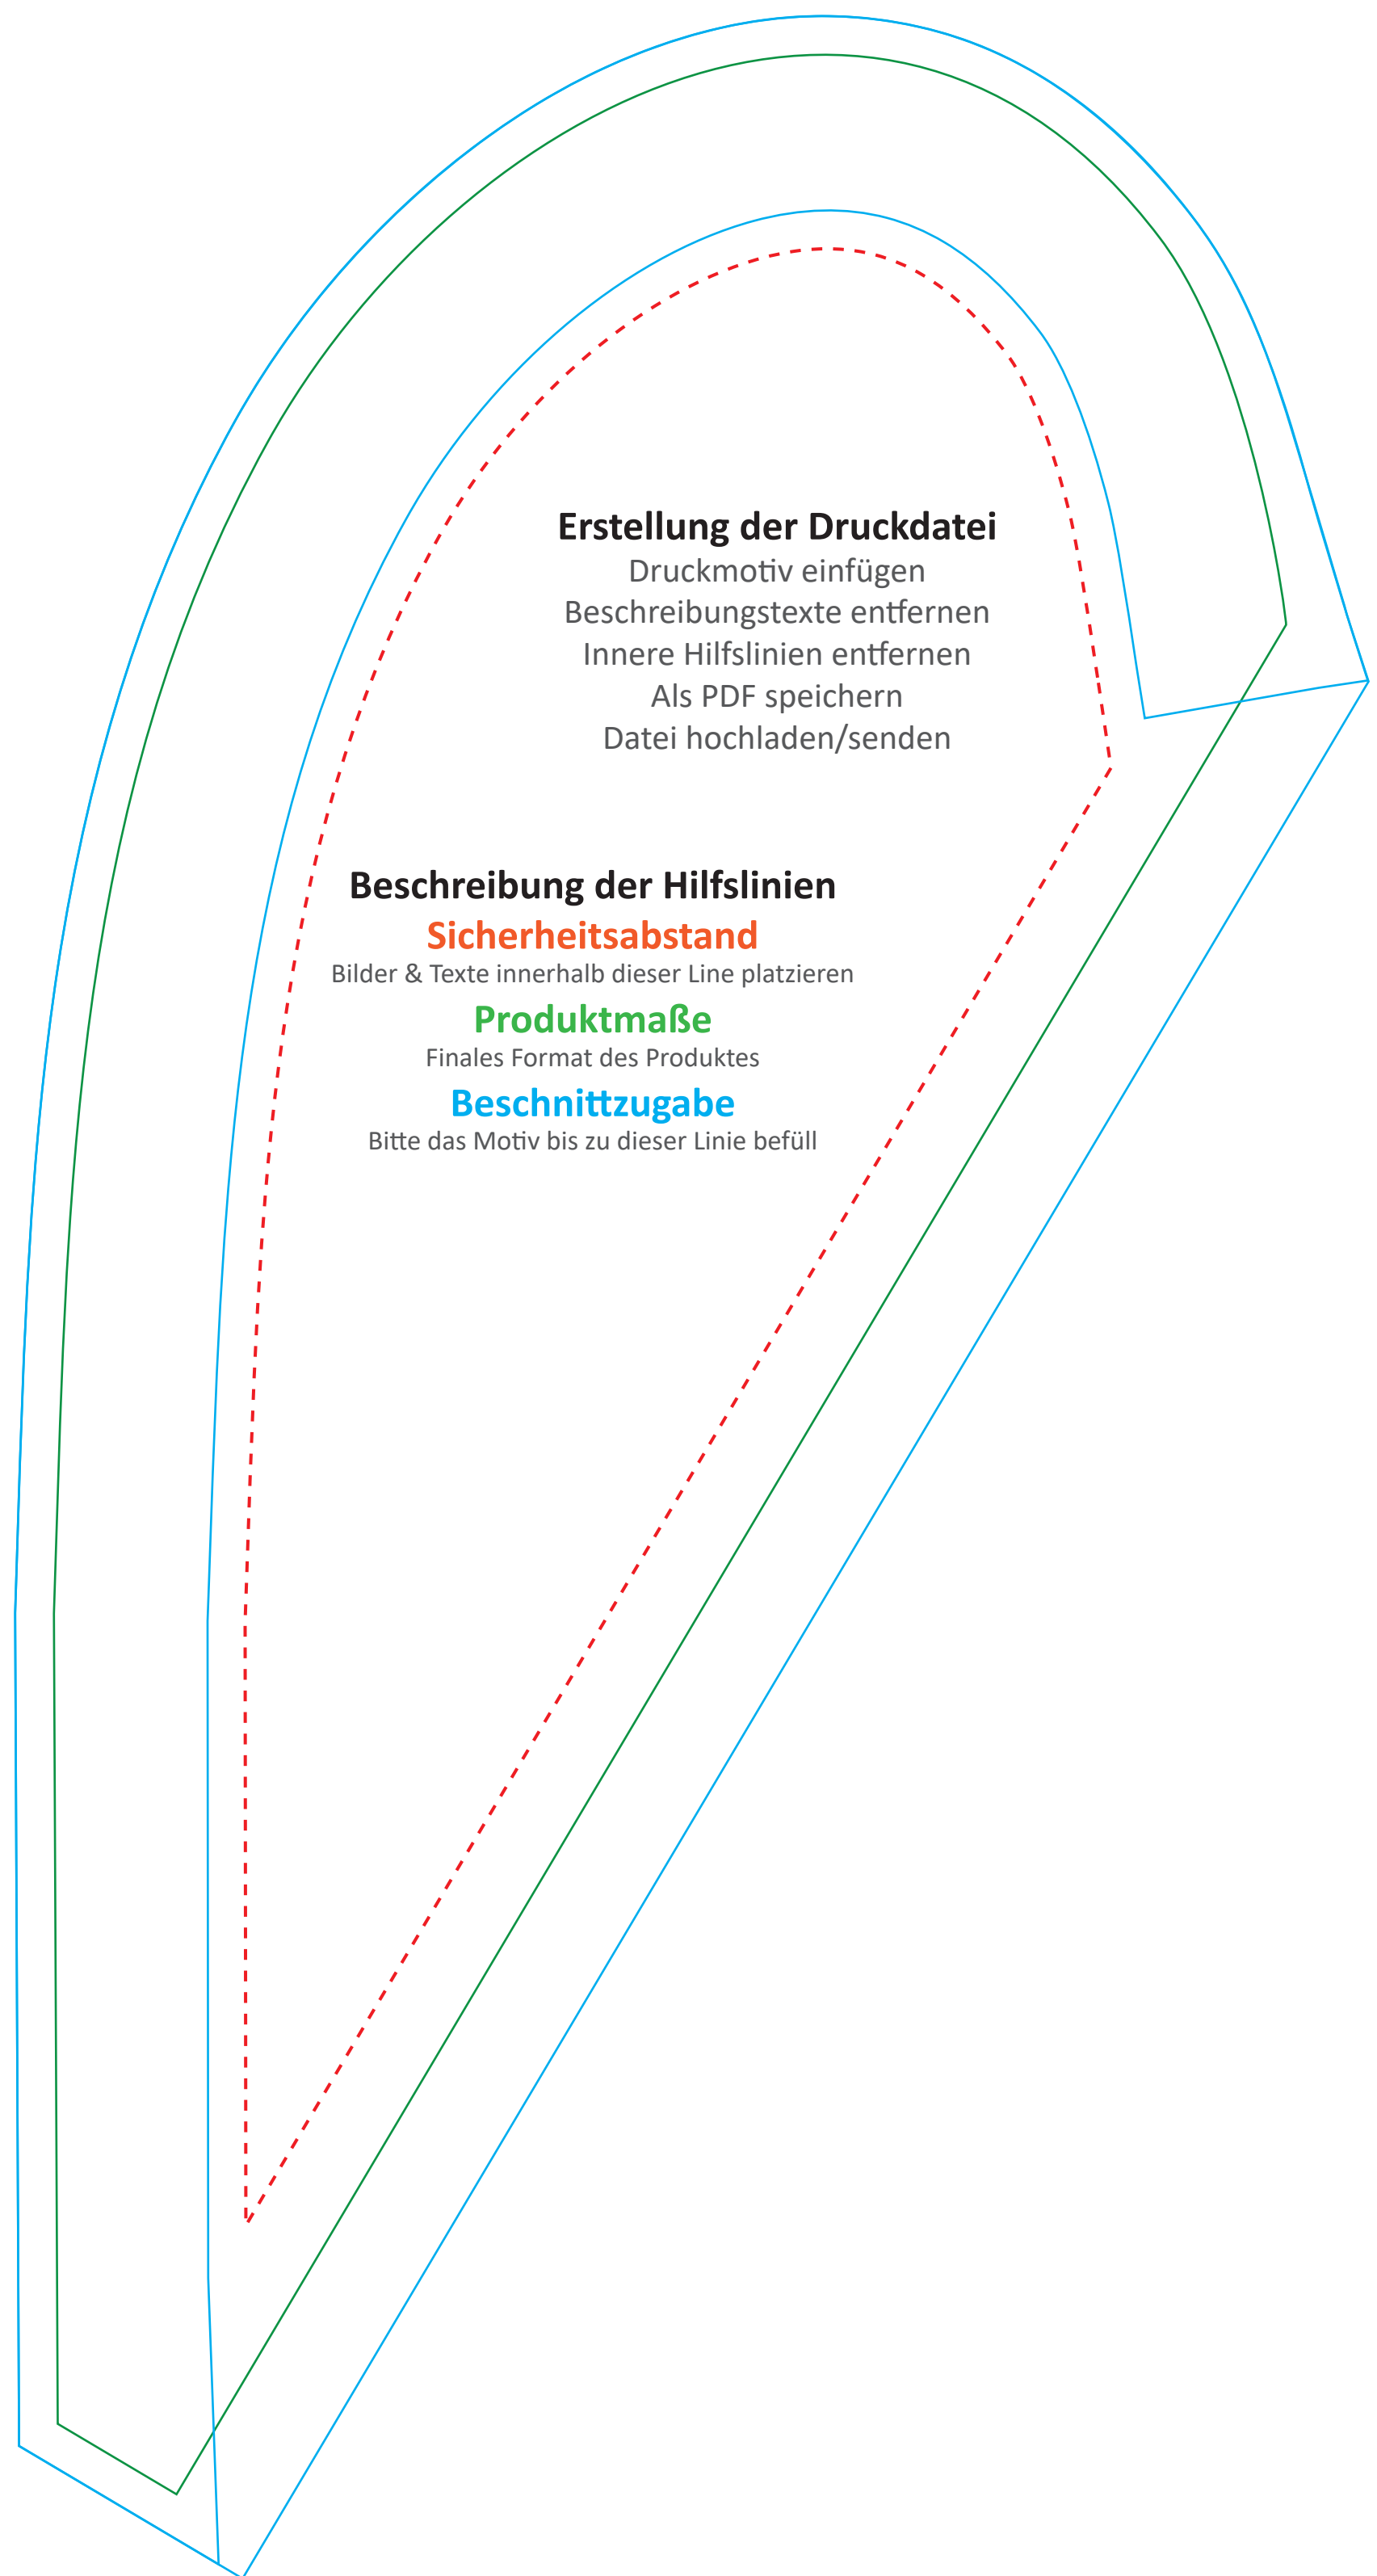 Erstellung der Druckdatei
Druckmotiv einfügen
Beschreibungstexte entfernen
Innere Hilfslinien entfernen
Als PDF speichern
Datei hochladen/senden
Beschreibung der Hilfslinien
Sicherheitsabstand
Bilder & Texte innerhalb dieser Line platzieren
Produktmaße
Finales Format des Produktes
Beschnittzugabe
Bitte das Motiv bis zu dieser Linie befüll